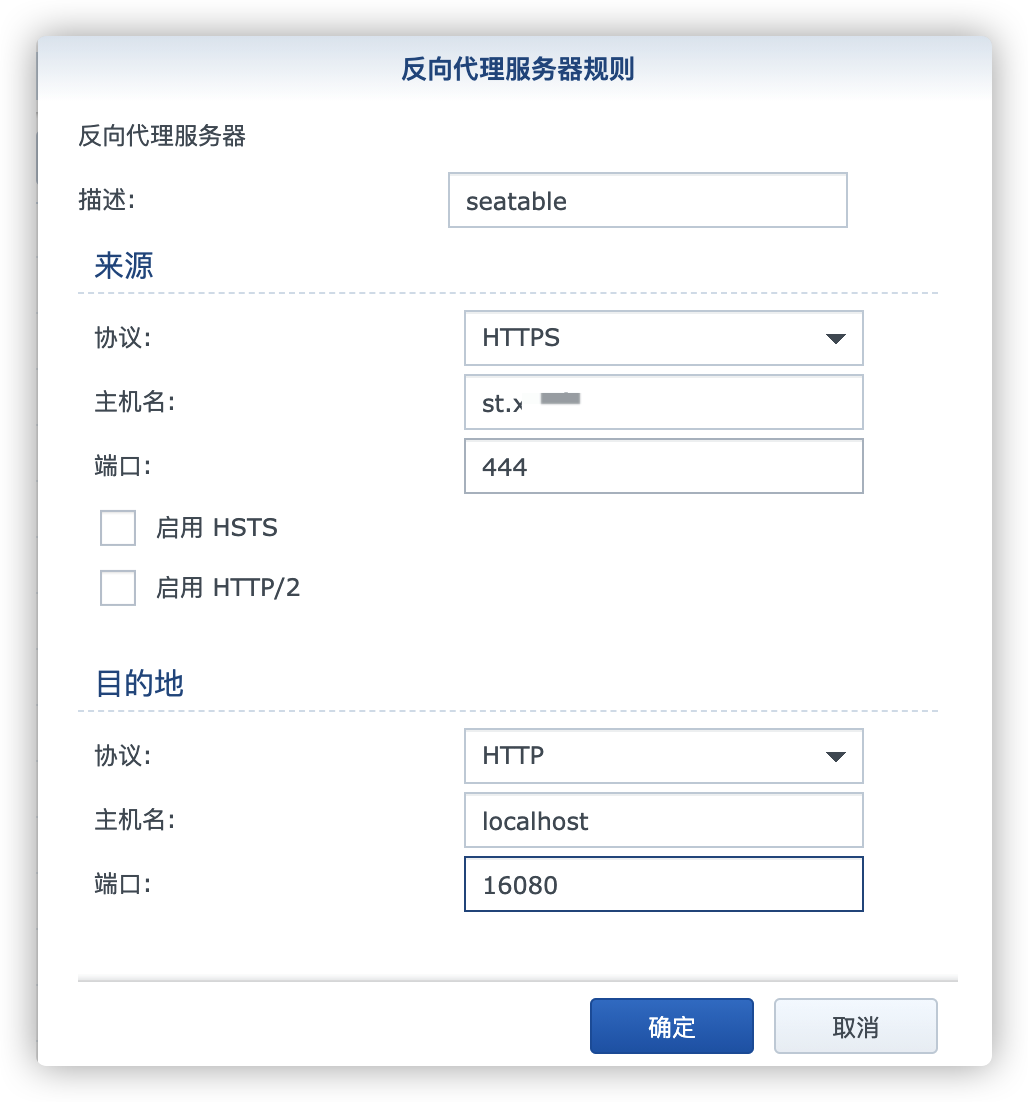 反向代理服务器规则
反向代理服务器
描述: seatable
来源
协议: HTTPS
主机名: st.x
端口: 444
启用 HSTS
启用 HTTP/2
目的地
协议: HTTP
主机名: localhost
端口: 16080
确定 取消